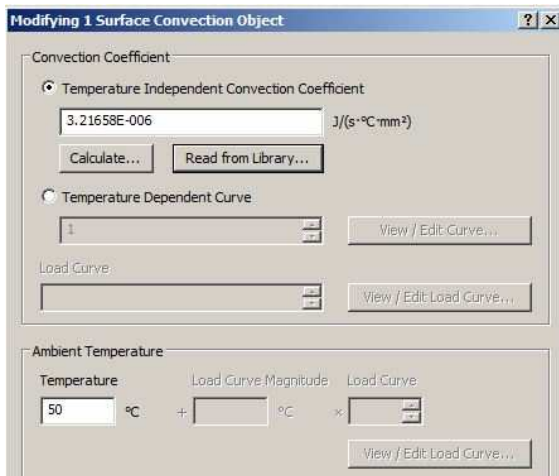 Modifying 1 Surface Convection Object
? X
Convection Coefficient
Temperature Independent Convection Coefficient
3.21658E-006 J/(s·°C·mm²)
Calculate... Read from Library...
Temperature Dependent Curve
1 View / Edit Curve...
Load Curve
View / Edit Load Curve...
Ambient Temperature
Temperature Load Curve Magnitude Load Curve
50 °C + °C ×
View / Edit Load Curve...